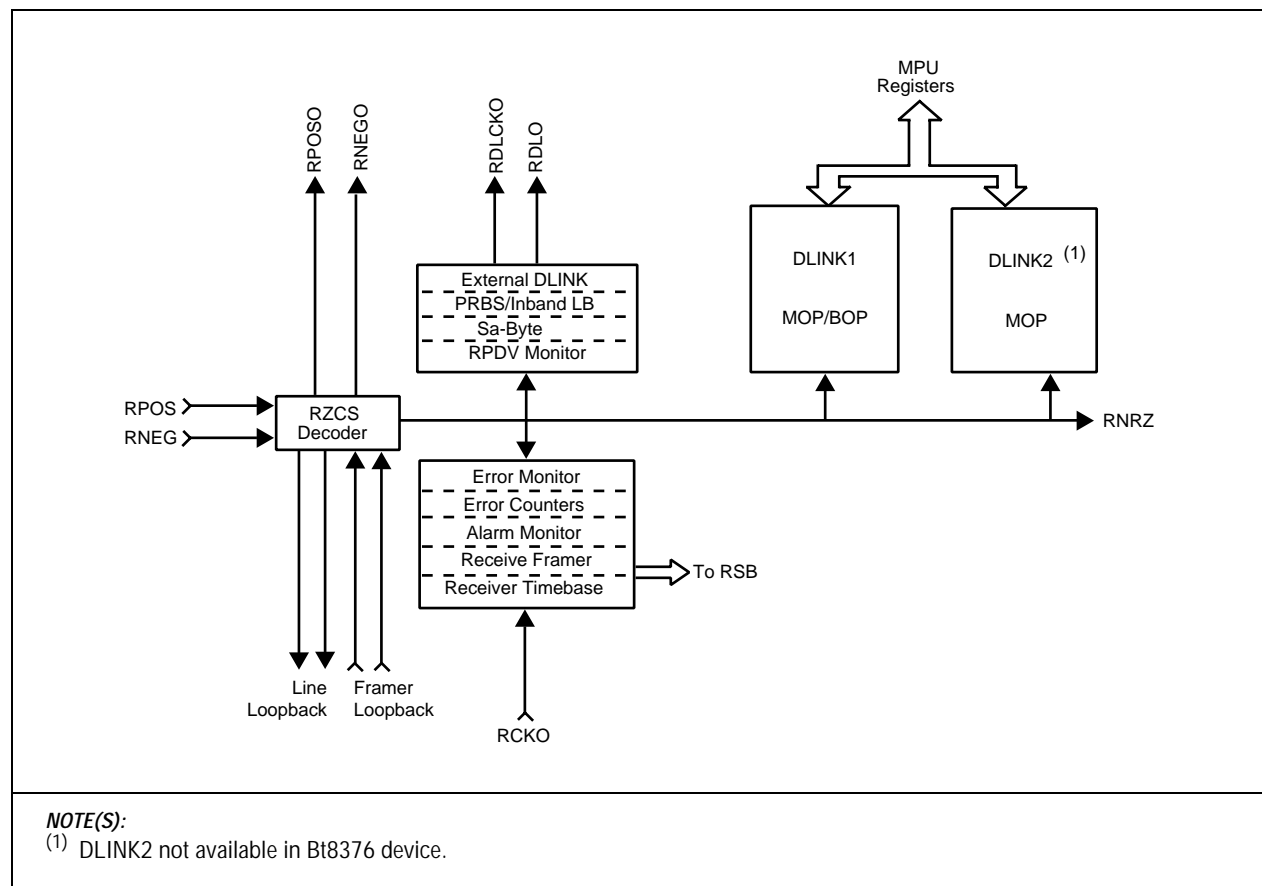 MPU
Registers
RPOSO
RNEGO
RDLCKO
RDLO
External DLINK
PRBS/Inband LB
Sa-Byte
RPDV Monitor
DLINK1
MOP/BOP
DLINK2 (1)
MOP
RPOS
RNEG
RZCS
Decoder
RNRZ
Error Monitor
Error Counters
Alarm Monitor
Receive Framer
Receiver Timebase
To RSB
Line
Loopback
Framer
Loopback
RCKO
NOTE(S):
(1) DLINK2 not available in Bt8376 device.